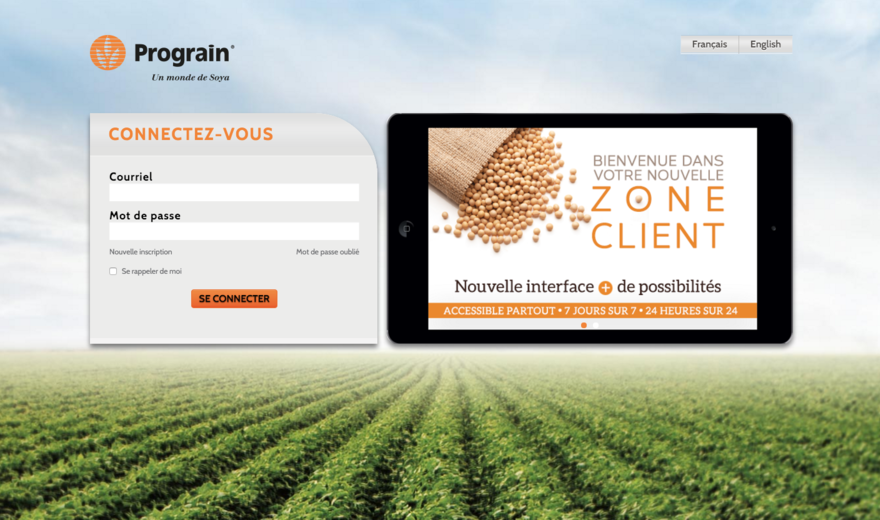 Prograin®
Un monde de Soya
Français
English
CONNECTEZ-VOUS
Courriel
Mot de passe
Nouvelle inscription
Mot de passe oublié
Se rappeler de moi
SE CONNECTER
BIENVENUE DANS
VOTRE NOUVELLE
ZONE
CLIENT
Nouvelle interface + de possibilités
ACCESSIBLE PARTOUT • 7 JOURS SUR 7 • 24 HEURES SUR 24